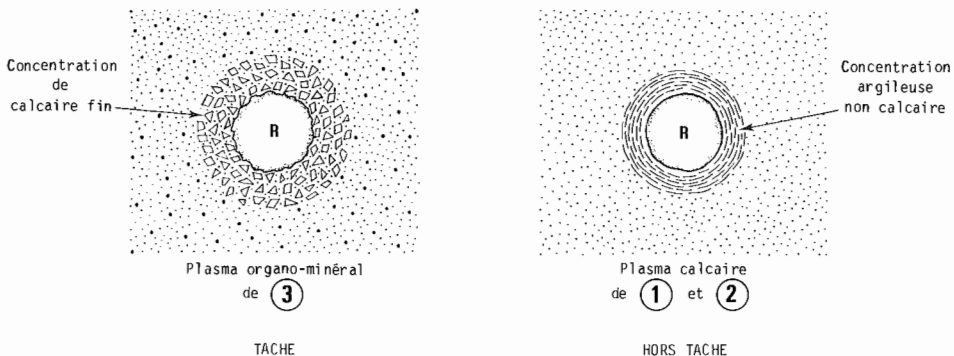 Concentration
de
calcaire fin
R
Plasma organo-minéral
de 3
TACHE
Concentration
argileuse
non calcaire
R
Plasma calcaire
de 1 et 2
HORS TACHE